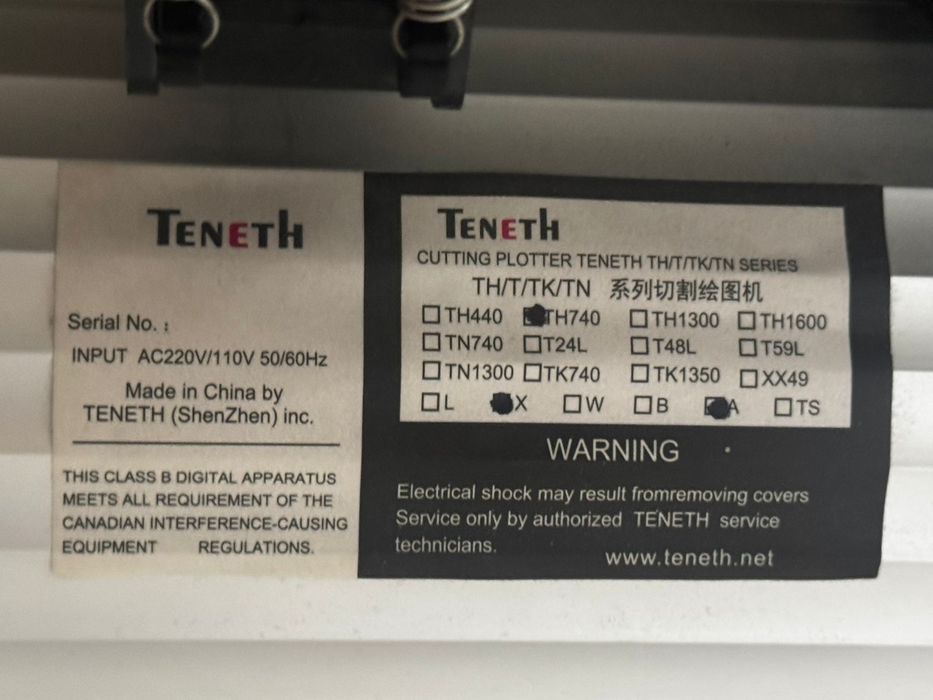 TENETH
Serial No. :
INPUT AC220V/110V 50/60Hz
Made in China by
TENETH (ShenZhen) inc.
THIS CLASS B DIGITAL APPARATUS
MEETS ALL REQUIREMENT OF THE
CANADIAN INTERFERENCE-CAUSING
EQUIPMENT REGULATIONS.
TENETH
CUTTING PLOTTER TENETH TH/T/TK/TN SERIES
TH/T/TK/TN 系列切割绘图机
TH440 TH740 TH1300 TH1600
TN740 T24L T48L T59L
TN1300 TK740 TK1350 XX49
L X W B A TS
WARNING
Electrical shock may result fromremoving covers
Service only by authorized TENETH service
technicians.
www.teneth.net